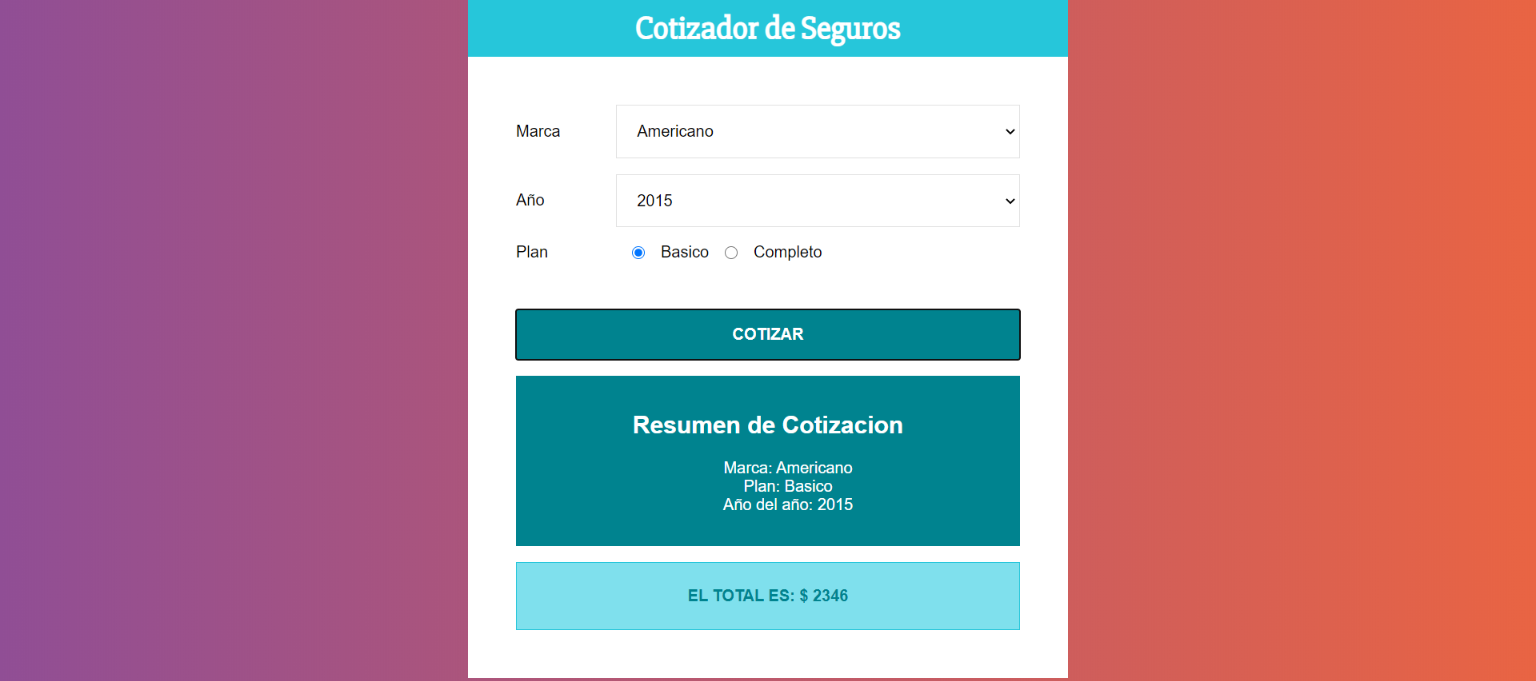 Cotizador de Seguros
Marca
Americano
Año
2015
Plan
Basico
Completo
COTIZAR
Resumen de Cotizacion
Marca: Americano
Plan: Basico
Año del año: 2015
EL TOTAL ES: $ 2346